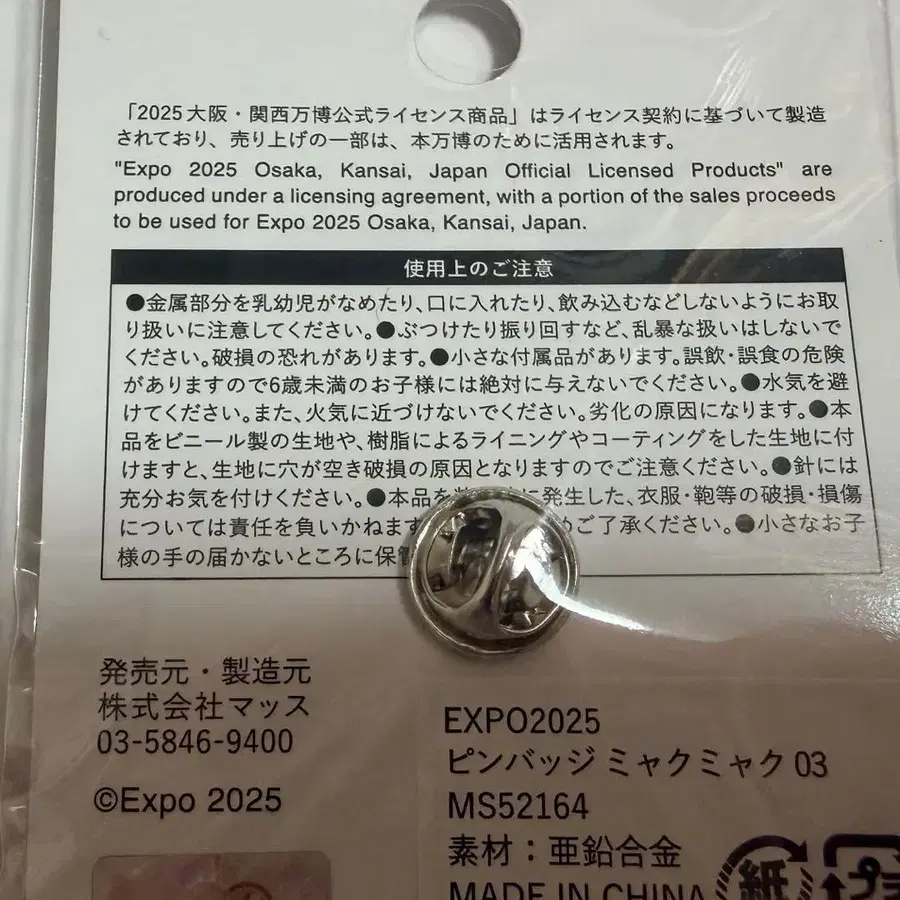 「2025大阪・関西万博公式ライセンス商品」はライセンス契約に基づいて製造
されており、売り上げの一部は、本万博のために活用されます。
"Expo 2025 Osaka, Kansai, Japan Official Licensed Products" are
produced under a licensing agreement, with a portion of the sales proceeds
to be used for Expo 2025 Osaka, Kansai, Japan.
使用上のご注意
●金属部分を乳幼児がなめたり、口に入れたり、飲み込むなどしないようにお取
り扱いに注意してください。●ぶつけたり振り回すなど、乱暴な扱いはしないで
ください。破損の恐れがあります。●小さな付属品があります。誤飲・誤食の危険
がありますので6歳未満のお子様には絶対に与えないでください。●水気を避
けてください。また、火気に近づけないでください。劣化の原因になります。●本
品をビニール製の生地や、樹脂によるライニングやコーティングをした生地に付
けますと、生地に穴が空き破損の原因となりますのでご注意ください。●針には
充分お気を付けください。●本品を に発生した、衣服・鞄等の破損・損傷
については責任を負いかねます めご了承ください。●小さなお子
様の手の届かないところに保管
発売元・製造元
株式会社マッス
03-5846-9400
©Expo 2025
EXPO2025
ピンバッジ ミャクミャク 03
MS52164
素材：亜鉛合金
MADE IN CHINA
紙
プラ